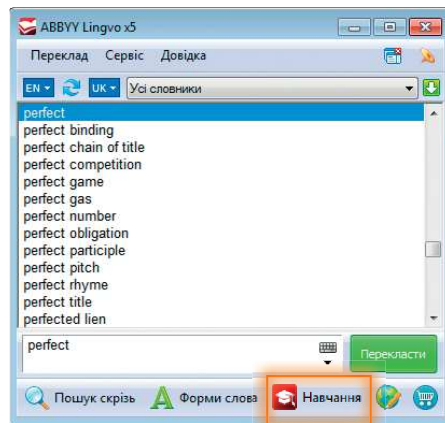 ABBYY Lingvo x5
Переклад Сервіс Довідка
EN UK Усі словники
perfect
perfect binding
perfect chain of title
perfect competition
perfect game
perfect gas
perfect number
perfect obligation
perfect participle
perfect pitch
perfect rhyme
perfect title
perfected lien
perfect
Перекласти
Пошук скрізь Форми слова Навчання